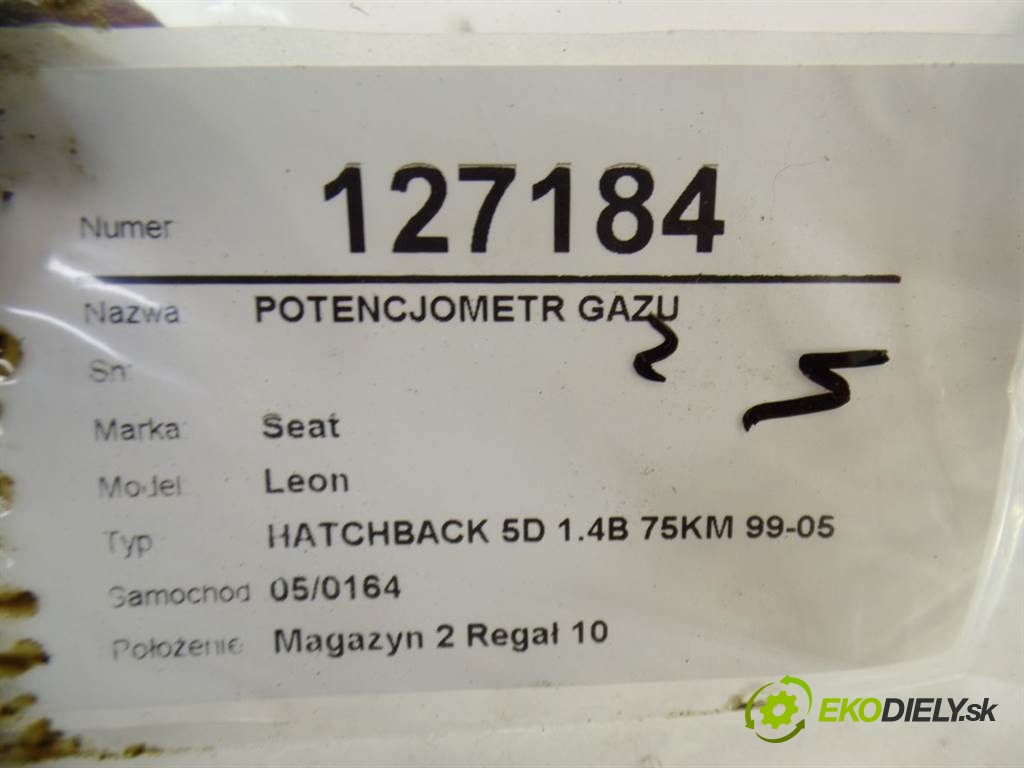 Numer 127184
Nazwa POTENCJOMETR GAZU
Sn:
Marka: Seat
Model: Leon
Typ: HATCHBACK 5D 1.4B 75KM 99-05
Samochod 05/0164
Położenie: Magazyn 2 Regał 10
EKODIELY.sk